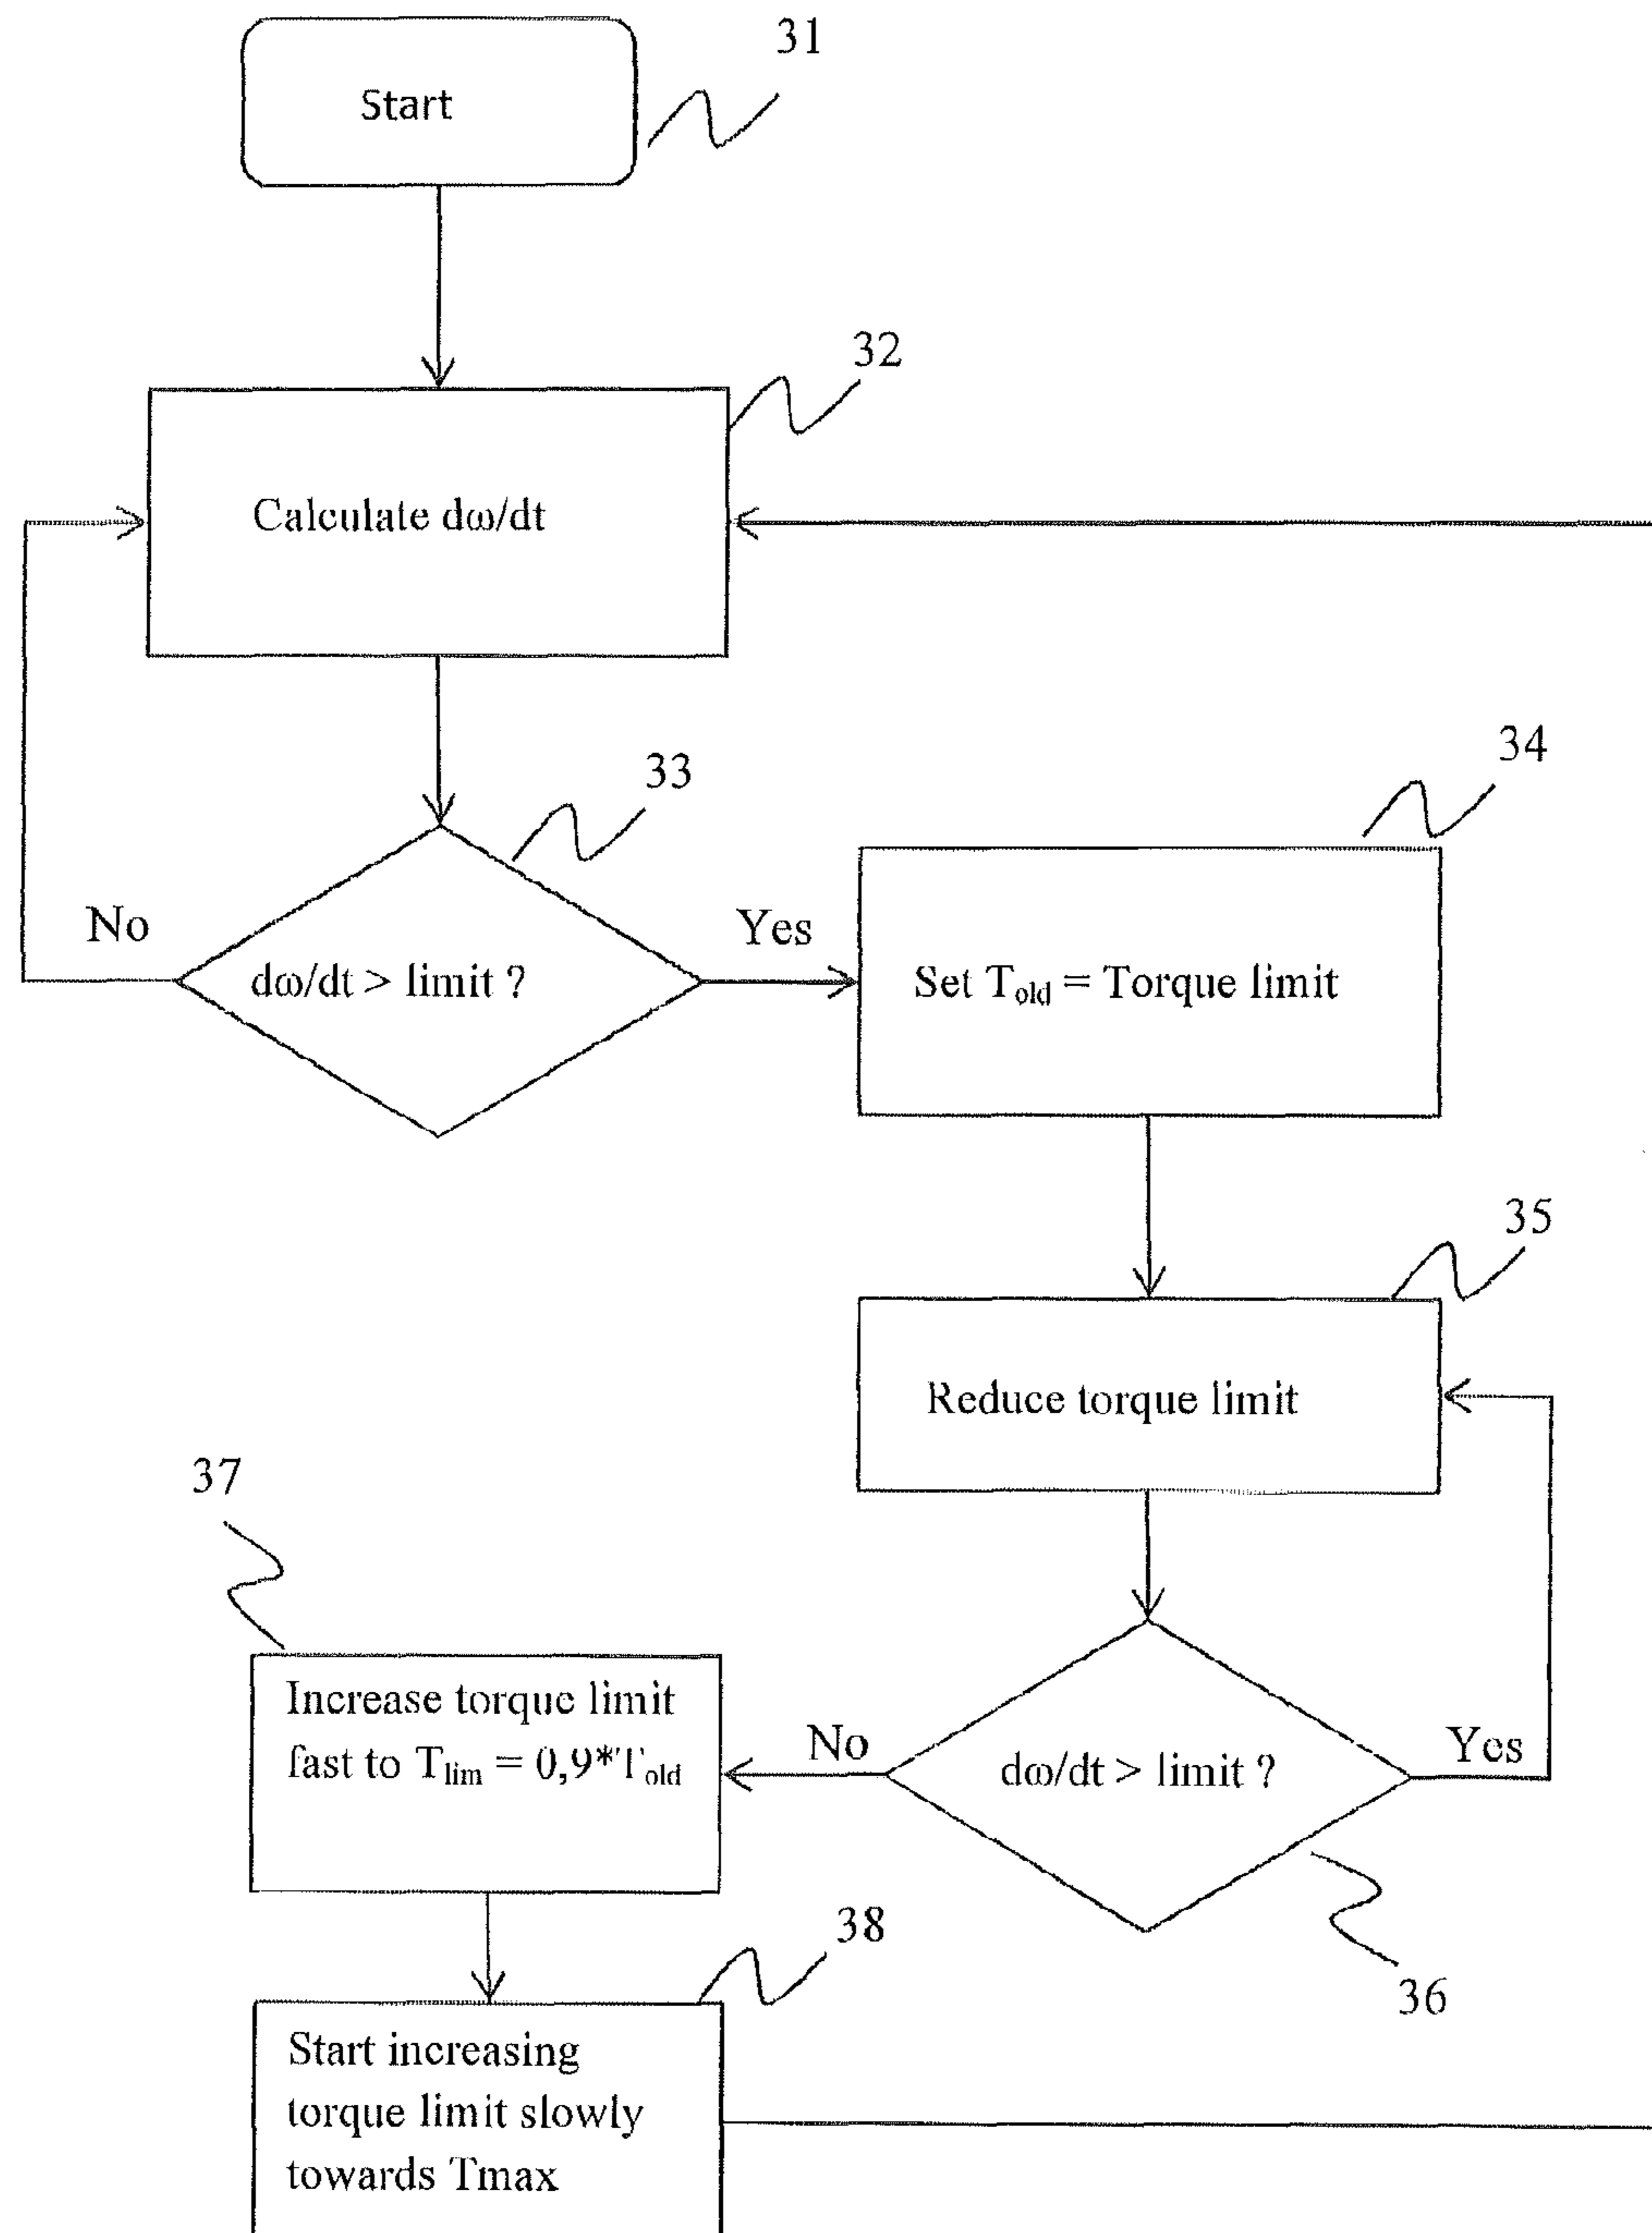 31
Start
32
Calculate dω/dt
33
34
No
Yes
dω/dt > limit ?
Set Told = Torque limit
35
Reduce torque limit
37
Increase torque limit
fast to Tlim = 0,9*Told
No
dω/dt > limit ?
Yes
38
36
Start increasing
torque limit slowly
towards Tmax